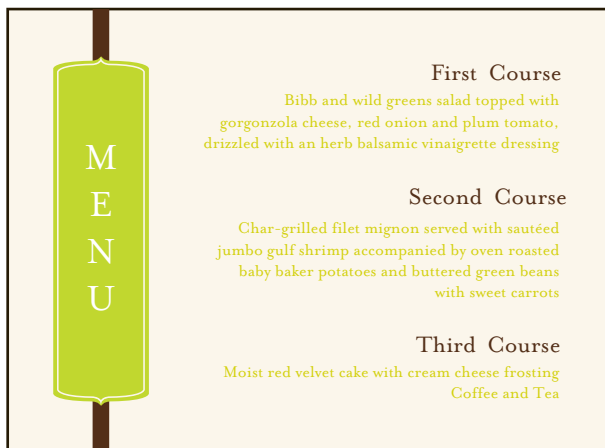 MENU
First Course
Bibb and wild greens salad topped with
gorgonzola cheese, red onion and plum tomato,
drizzled with an herb balsamic vinaigrette dressing
Second Course
Char-grilled filet mignon served with sautéed
jumbo gulf shrimp accompanied by oven roasted
baby baker potatoes and buttered green beans
with sweet carrots
Third Course
Moist red velvet cake with cream cheese frosting
Coffee and Tea